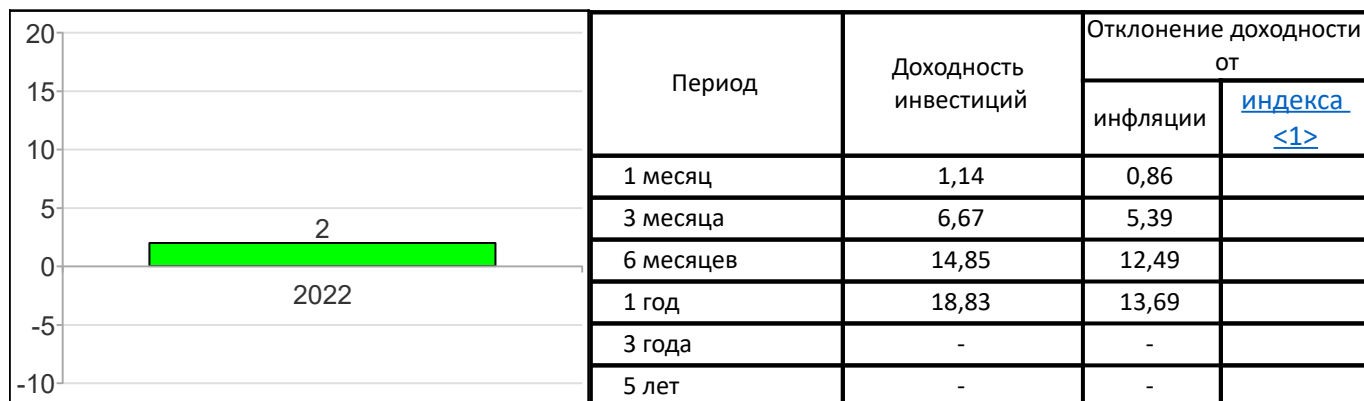 20
15
10
5
0
-5
-10
2
2022
Период
Доходность
инвестиций
Отклонение доходности
от
инфляции
индекса
<1>
1 месяц 1,14 0,86
3 месяца 6,67 5,39
6 месяцев 14,85 12,49
1 год 18,83 13,69
3 года - -
5 лет - -